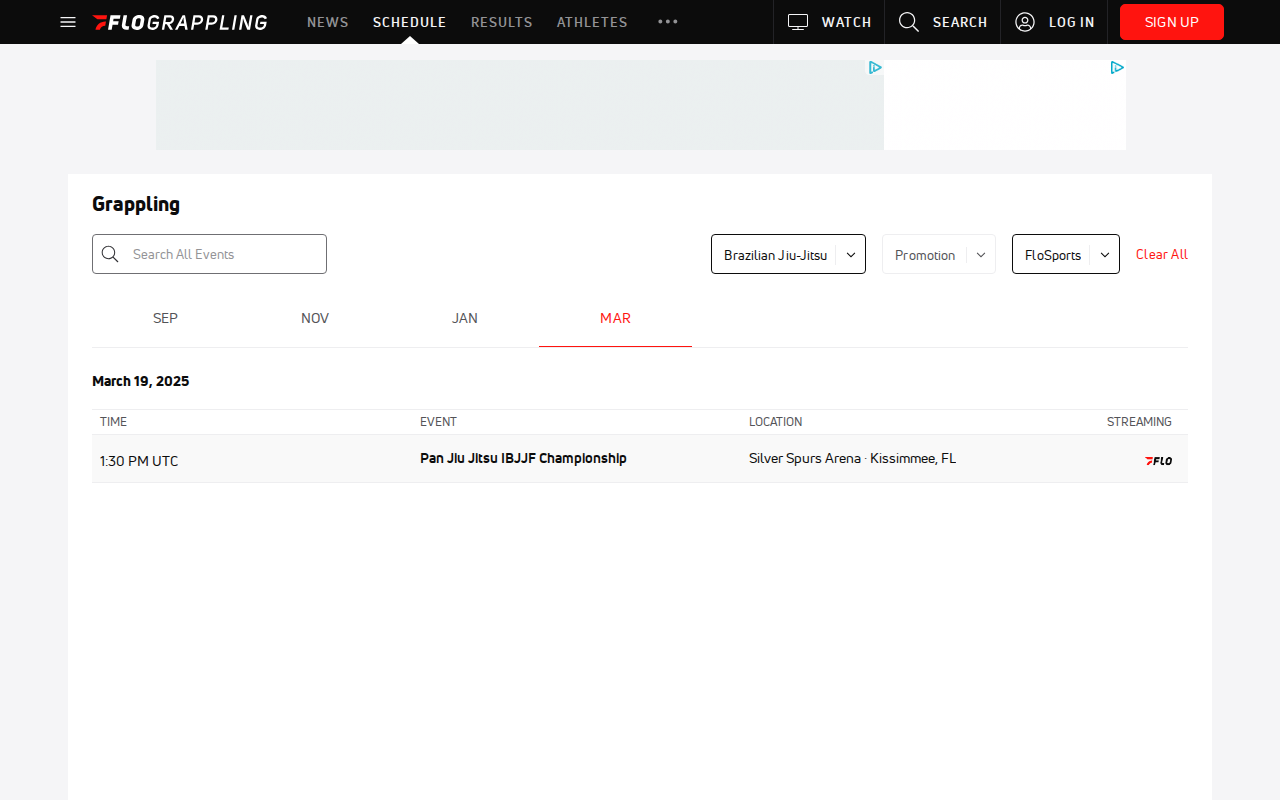 FLOGRAPPLING NEWS SCHEDULE RESULTS ATHLETES WATCH SEARCH LOG IN SIGN UP
Grappling
Search All Events Brazilian Jiu-Jitsu Promotion FloSports Clear All
SEP NOV JAN MAR
March 19, 2025
TIME EVENT LOCATION STREAMING
1:30 PM UTC Pan Jiu Jitsu IBJJF Championship Silver Spurs Arena · Kissimmee, FL FLO